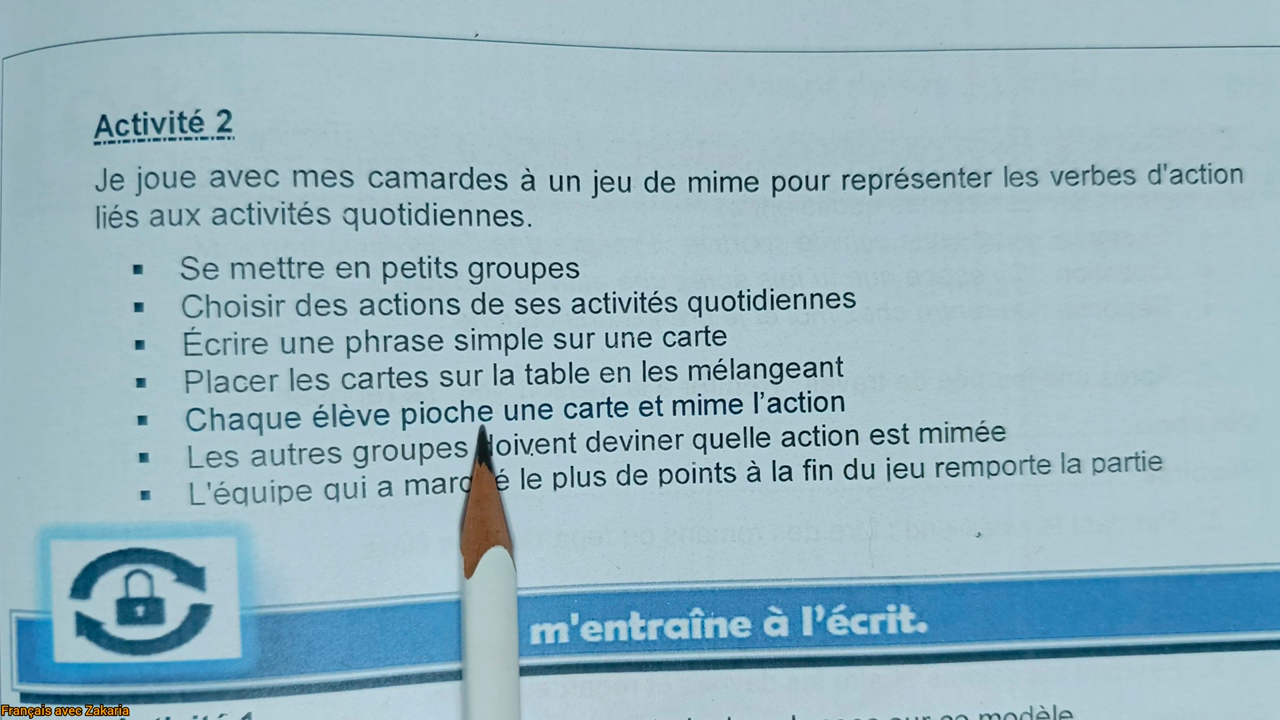 Activité 2
Je joue avec mes camardes à un jeu de mime pour représenter les verbes d'action
liés aux activités quotidiennes.
▪ Se mettre en petits groupes
▪ Choisir des actions de ses activités quotidiennes
▪ Écrire une phrase simple sur une carte
▪ Placer les cartes sur la table en les mélangeant
▪ Chaque élève pioche une carte et mime l'action
▪ Les autres groupes doivent deviner quelle action est mimée
▪ L'équipe qui a marqué le plus de points à la fin du jeu remporte la partie
m'entraîne à l'écrit.
modèle
Français avec Zakaria